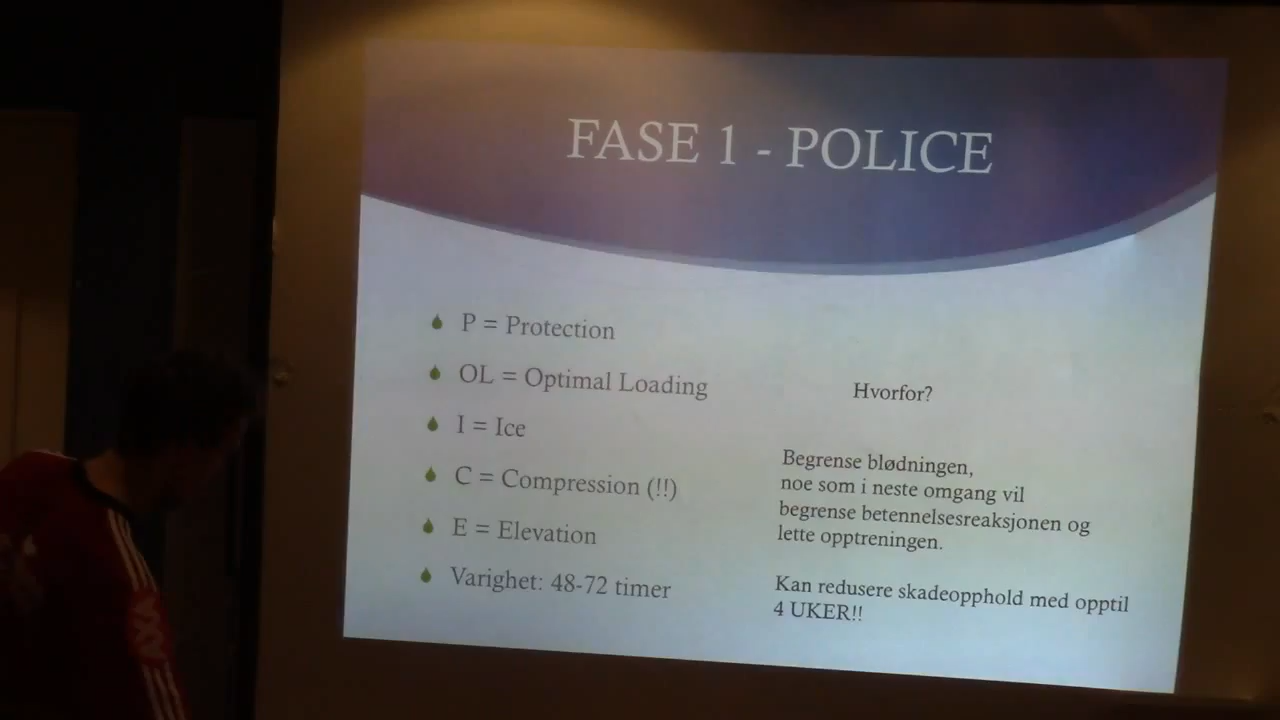 FASE 1 - POLICE
P = Protection
OL = Optimal Loading
I = Ice
C = Compression (!!)
E = Elevation
Varighet: 48-72 timer
Hvorfor?
Begrense blødningen,
noe som i neste omgang vil
begrense betennelsesreaksjonen og
lette opptreningen.
Kan redusere skadeopphold med opptil
4 UKER!!